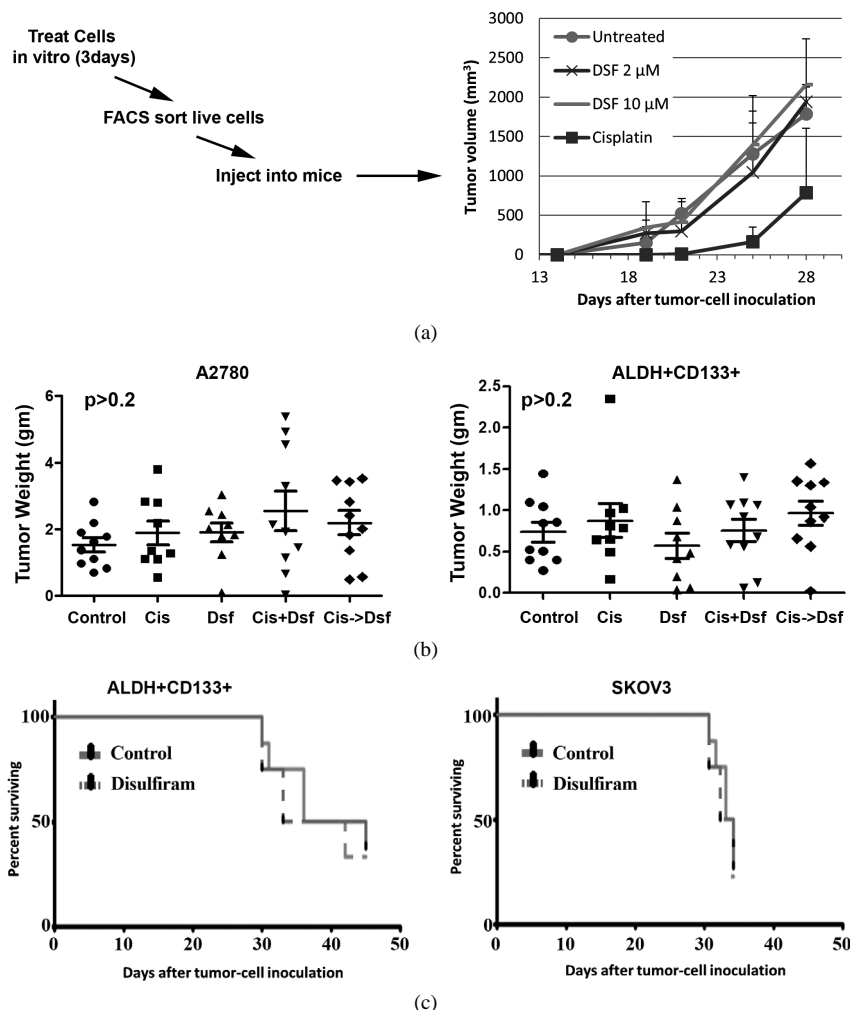 Treat Cells
in vitro (3days)
FACS sort live cells
Inject into mice
Tumor volume (mm³)
3000
2500
2000
1500
1000
500
0
Untreated
DSF 2 μM
DSF 10 μM
Cisplatin
13 18 23 28
Days after tumor-cell inoculation
(a)
A2780
p>0.2
Tumor Weight (gm)
6
4
2
0
Control Cis Dsf Cis+Dsf Cis->Dsf
ALDH+CD133+
p>0.2
Tumor Weight (gm)
2.5
2.0
1.5
1.0
0.5
0.0
Control Cis Dsf Cis+Dsf Cis->Dsf
(b)
ALDH+CD133+
Percent surviving
100
50
0
Control
Disulfiram
0 10 20 30 40 50
Days after tumor-cell inoculation
SKOV3
Percent surviving
100
50
0
Control
Disulfiram
0 10 20 30 40 50
Days after tumor-cell inoculation
(c)